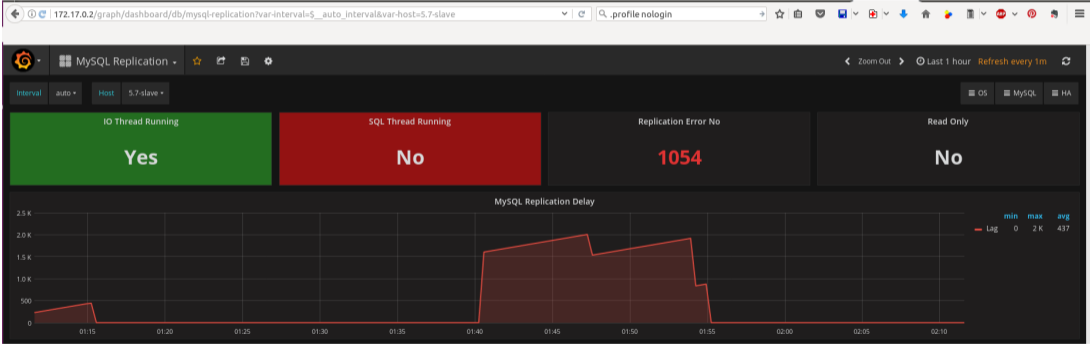 172.17.0.2/graph/dashboard/db/mysql-replication?var-interval=$__auto_interval&var-host=5.7-slave
.profile nologin
MySQL Replication
Zoom Out
Last 1 hour
Refresh every 1m
Interval
auto
Host
5.7-slave
OS
MySQL
HA
IO Thread Running
SQL Thread Running
Replication Error No
Read Only
Yes
No
1054
No
MySQL Replication Delay
2.5 K
2.0 K
1.5 K
1.0 K
500
0
01:15 01:20 01:25 01:30 01:35 01:40 01:45 01:50 01:55 02:00 02:05 02:10
min max avg
Lag 0 2 K 437